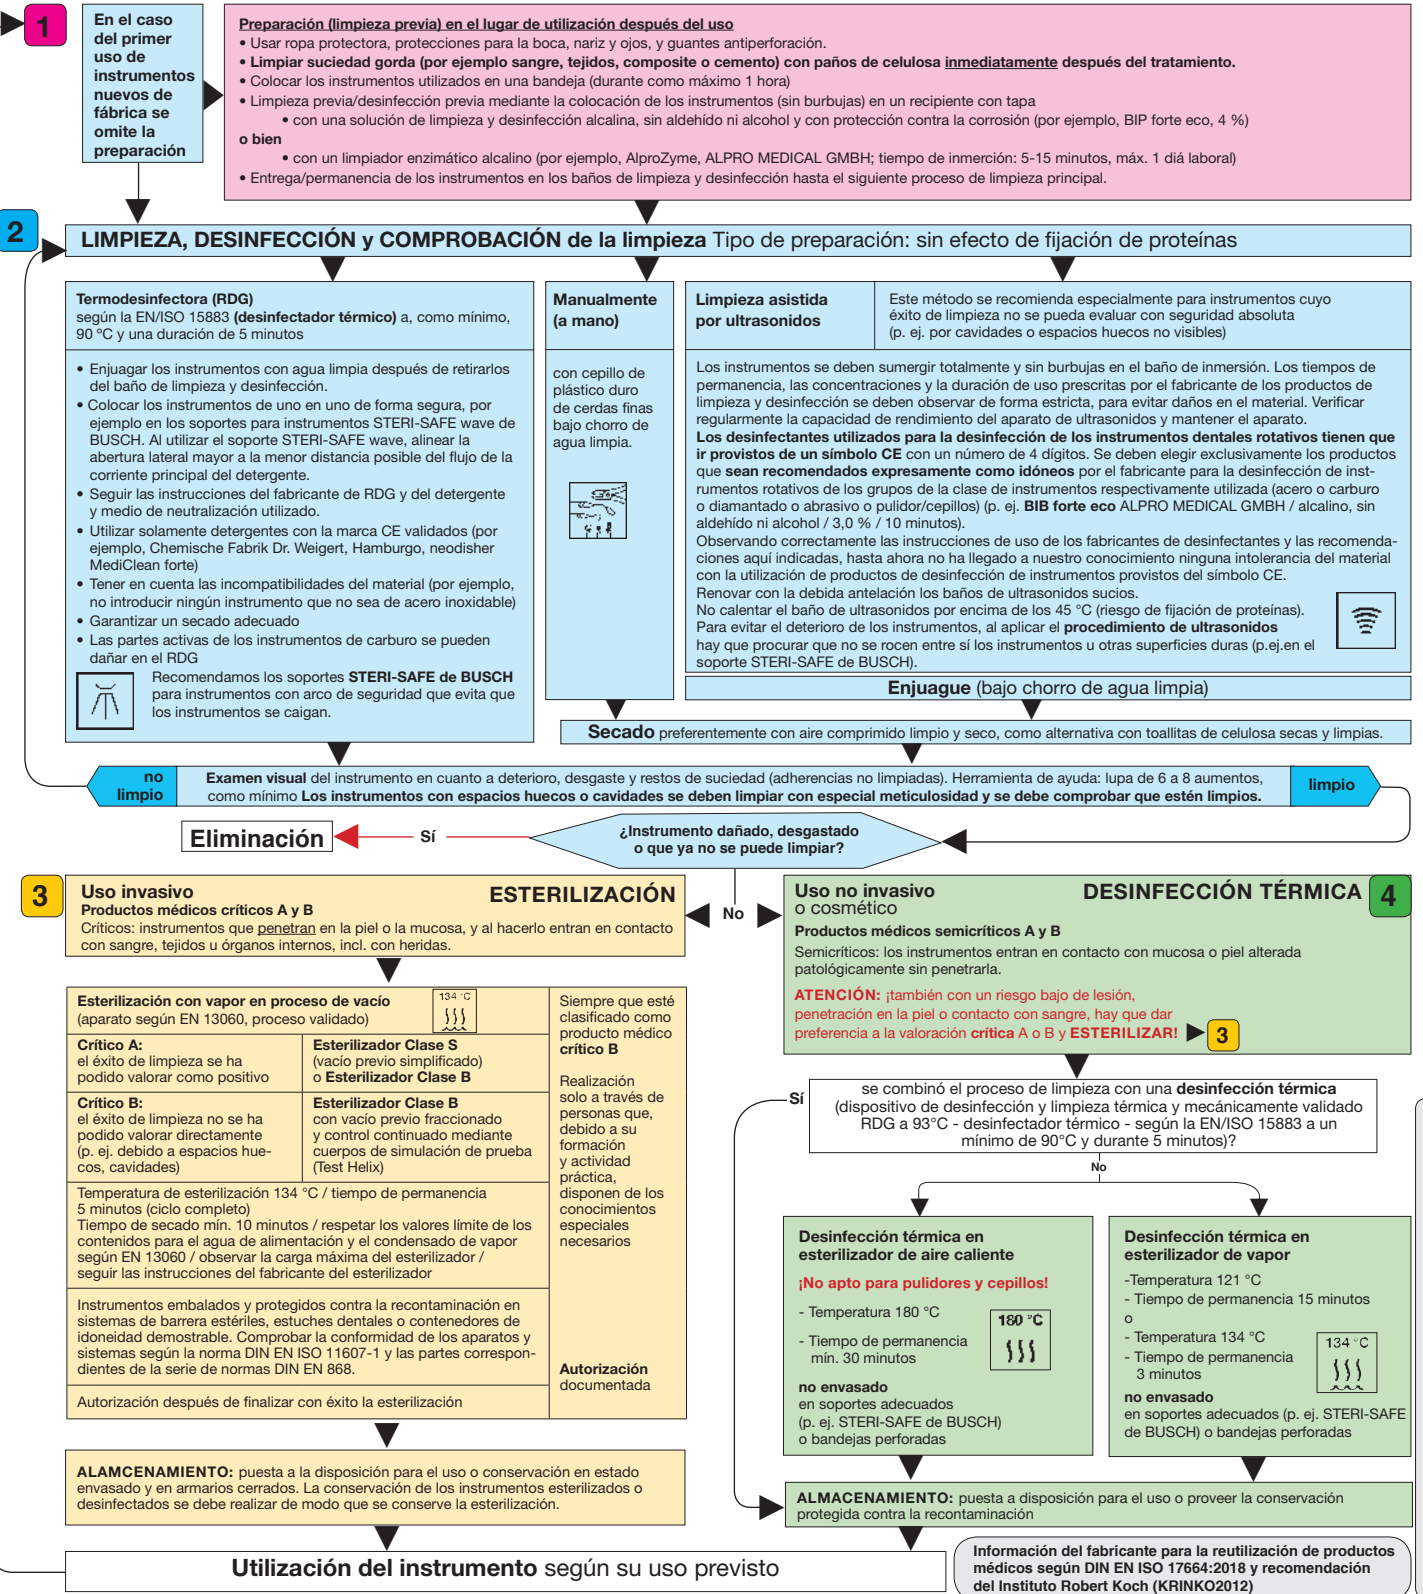 1
En el caso
del primer
uso de
instrumentos
nuevos de
fábrica se
omite la
preparación
Preparación (limpieza previa) en el lugar de utilización después del uso
• Usar ropa protectora, protecciones para la boca, nariz y ojos, y guantes antiperforación.
• Limpiar suciedad gorda (por ejemplo sangre, tejidos, composite o cemento) con paños de celulosa inmediatamente después del tratamiento.
• Colocar los instrumentos utilizados en una bandeja (durante como máximo 1 hora)
• Limpieza previa/desinfección previa mediante la colocación de los instrumentos (sin burbujas) en un recipiente con tapa
• con una solución de limpieza y desinfección alcalina, sin aldehído ni alcohol y con protección contra la corrosión (por ejemplo, BIP forte eco, 4 %)
o bien
• con un limpiador enzimático alcalino (por ejemplo, AlproZyme, ALPRO MEDICAL GMBH; tiempo de inmerción: 5-15 minutos, máx. 1 diá laboral)
• Entrega/permanencia de los instrumentos en los baños de limpieza y desinfección hasta el siguiente proceso de limpieza principal.
2
LIMPIEZA, DESINFECCIÓN y COMPROBACIÓN de la limpieza Tipo de preparación: sin efecto de fijación de proteínas
Termodesinfectora (RDG)
según la EN/ISO 15883 (desinfectador térmico) a, como mínimo,
90 ºC y una duración de 5 minutos
• Enjuagar los instrumentos con agua limpia después de retirarlos
del baño de limpieza y desinfección.
• Colocar los instrumentos de uno en uno de forma segura, por
ejemplo en los soportes para instrumentos STERI-SAFE wave de
BUSCH. Al utilizar el soporte STERI-SAFE wave, alinear la
abertura lateral mayor a la menor distancia posible del flujo de la
corriente principal del detergente.
• Seguir las instrucciones del fabricante de RDG y del detergente
y medio de neutralización utilizado.
• Utilizar solamente detergentes con la marca CE validados (por
ejemplo, Chemische Fabrik Dr. Weigert, Hamburgo, neodisher
MediClean forte)
• Tener en cuenta las incompatibilidades del material (por ejemplo,
no introducir ningún instrumento que no sea de acero inoxidable)
• Garantizar un secado adecuado
• Las partes activas de los instrumentos de carburo se pueden
dañar en el RDG
Recomendamos los soportes STERI-SAFE de BUSCH
para instrumentos con arco de seguridad que evita que
los instrumentos se caigan.
Manualmente
(a mano)
con cepillo de
plástico duro
de cerdas finas
bajo chorro de
agua limpia.
Limpieza asistida
por ultrasonidos
Este método se recomienda especialmente para instrumentos cuyo
éxito de limpieza no se pueda evaluar con seguridad absoluta
(p. ej. por cavidades o espacios huecos no visibles)
Los instrumentos se deben sumergir totalmente y sin burbujas en el baño de inmersión. Los tiempos de
permanencia, las concentraciones y la duración de uso prescritas por el fabricante de los productos de
limpieza y desinfección se deben observar de forma estricta, para evitar daños en el material. Verificar
regularmente la capacidad de rendimiento del aparato de ultrasonidos y mantener el aparato.
Los desinfectantes utilizados para la desinfección de los instrumentos dentales rotativos tienen que
ir provistos de un símbolo CE con un número de 4 dígitos. Se deben elegir exclusivamente los productos
que sean recomendados expresamente como idóneos por el fabricante para la desinfección de inst-
rumentos rotativos de los grupos de la clase de instrumentos respectivamente utilizada (acero o carburo
o diamantado o abrasivo o pulidor/cepillos) (p. ej. BIB forte eco ALPRO MEDICAL GMBH / alcalino, sin
aldehído ni alcohol / 3,0 % / 10 minutos).
Observando correctamente las instrucciones de uso de los fabricantes de desinfectantes y las recomenda-
ciones aquí indicadas, hasta ahora no ha llegado a nuestro conocimiento ninguna intolerancia del material
con la utilización de productos de desinfección de instrumentos provistos del símbolo CE.
Renovar con la debida antelación los baños de ultrasonidos sucios.
No calentar el baño de ultrasonidos por encima de los 45 °C (riesgo de fijación de proteínas).
Para evitar el deterioro de los instrumentos, al aplicar el procedimiento de ultrasonidos
hay que procurar que no se rocen entre sí los instrumentos u otras superficies duras (p.ej.en el
soporte STERI-SAFE de BUSCH).
Enjuague (bajo chorro de agua limpia)
Secado preferentemente con aire comprimido limpio y seco, como alternativa con toallitas de celulosa secas y limpias.
no
limpio
Examen visual del instrumento en cuanto a deterioro, desgaste y restos de suciedad (adherencias no limpiadas). Herramienta de ayuda: lupa de 6 a 8 aumentos,
como mínimo Los instrumentos con espacios huecos o cavidades se deben limpiar con especial meticulosidad y se debe comprobar que estén limpios.
limpio
Eliminación
Sí
¿Instrumento dañado, desgastado
o que ya no se puede limpiar?
No
3
Uso invasivo
ESTERILIZACIÓN
Productos médicos críticos A y B
Críticos: instrumentos que penetran en la piel o la mucosa, y al hacerlo entran en contacto
con sangre, tejidos u órganos internos, incl. con heridas.
Esterilización con vapor en proceso de vacío
(aparato según EN 13060, proceso validado)
134 °C
Crítico A:
el éxito de limpieza se ha
podido valorar como positivo
Esterilizador Clase S
(vacío previo simplificado)
o Esterilizador Clase B
Crítico B:
el éxito de limpieza no se ha
podido valorar directamente
(p. ej. debido a espacios hue-
cos, cavidades)
Esterilizador Clase B
con vacío previo fraccionado
y control continuado mediante
cuerpos de simulación de prueba
(Test Helix)
Temperatura de esterilización 134 °C / tiempo de permanencia
5 minutos (ciclo completo)
Tiempo de secado mín. 10 minutos / respetar los valores límite de los
contenidos para el agua de alimentación y el condensado de vapor
según EN 13060 / observar la carga máxima del esterilizador /
seguir las instrucciones del fabricante del esterilizador
Instrumentos embalados y protegidos contra la recontaminación en
sistemas de barrera estériles, estuches dentales o contenedores de
idoneidad demostrable. Comprobar la conformidad de los aparatos y
sistemas según la norma DIN EN ISO 11607-1 y las partes correspon-
dientes de la serie de normas DIN EN 868.
Autorización después de finalizar con éxito la esterilización
Siempre que esté
clasificado como
producto médico
crítico B
Realización
solo a través de
personas que,
debido a su
formación
y actividad
práctica,
disponen de los
conocimientos
especiales
necesarios
Autorización
documentada
ALAMCENAMIENTO: puesta a la disposición para el uso o conservación en estado
envasado y en armarios cerrados. La conservación de los instrumentos esterilizados o
desinfectados se debe realizar de modo que se conserve la esterilización.
Uso no invasivo
o cosmético
DESINFECCIÓN TÉRMICA
4
Productos médicos semicríticos A y B
Semicríticos: los instrumentos entran en contacto con mucosa o piel alterada
patológicamente sin penetrarla.
ATENCIÓN: ¡también con un riesgo bajo de lesión,
penetración en la piel o contacto con sangre, hay que dar
preferencia a la valoración crítica A o B y ESTERILIZAR!
3
Sí
se combinó el proceso de limpieza con una desinfección térmica
(dispositivo de desinfección y limpieza térmica y mecánicamente validado
RDG a 93°C - desinfectador térmico - según la EN/ISO 15883 a un
mínimo de 90°C y durante 5 minutos)?
No
Desinfección térmica en
esterilizador de aire caliente
¡No apto para pulidores y cepillos!
- Temperatura 180 °C
- Tiempo de permanencia
mín. 30 minutos
180 °C
no envasado
en soportes adecuados
(p. ej. STERI-SAFE de BUSCH)
o bandejas perforadas
Desinfección térmica en
esterilizador de vapor
-Temperatura 121 °C
- Tiempo de permanencia 15 minutos
o
- Temperatura 134 °C
- Tiempo de permanencia
3 minutos
134 °C
no envasado
en soportes adecuados (p. ej. STERI-SAFE
de BUSCH) o bandejas perforadas
ALMACENAMIENTO: puesta a disposición para el uso o proveer la conservación
protegida contra la recontaminación
Utilización del instrumento según su uso previsto
Información del fabricante para la reutilización de productos
médicos según DIN EN ISO 17664:2018 y recomendación
del Instituto Robert Koch (KRINKO2012)